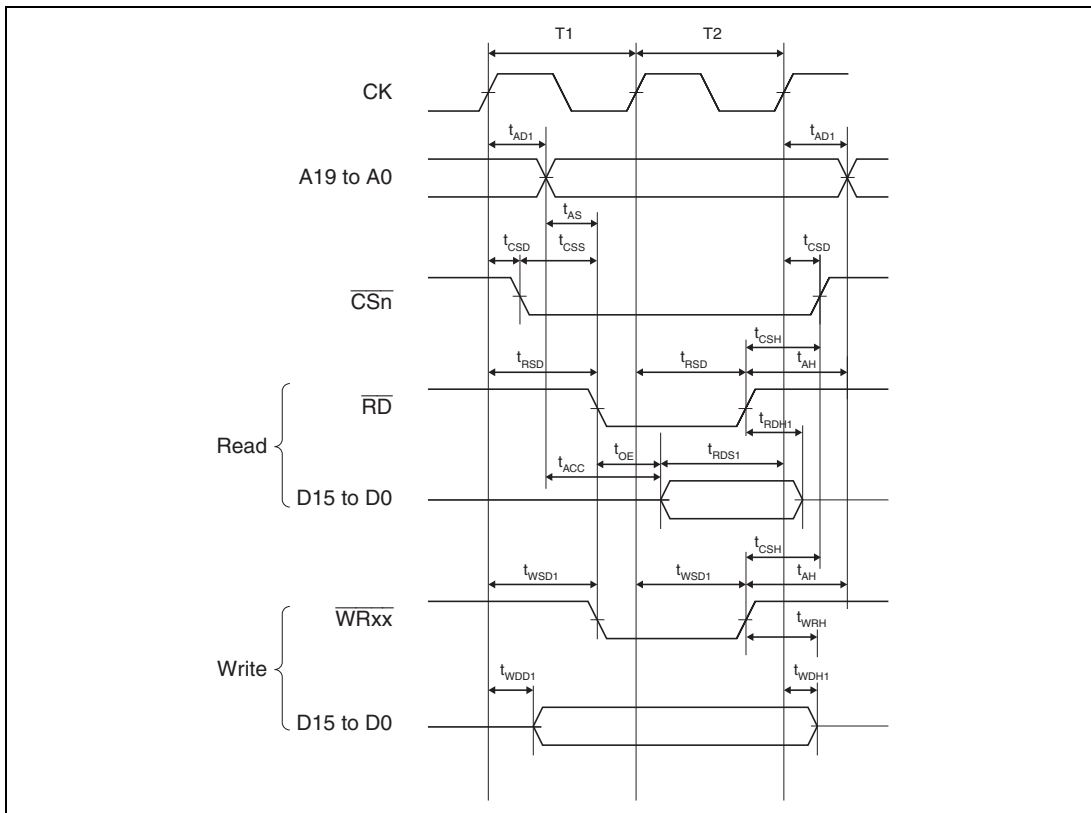 T1 T2
CK
tAD1 tAD1
A19 to A0
tAS
tCSD tCSS tCSD
CSn
tCSH
tRSD tRSD tAH
RD
tRDH1
Read
tOE tRDS1
tACC
D15 to D0
tCSH
tWSD1 tWSD1 tAH
WRxx
tWRH
Write
tWDD1 tWDH1
D15 to D0